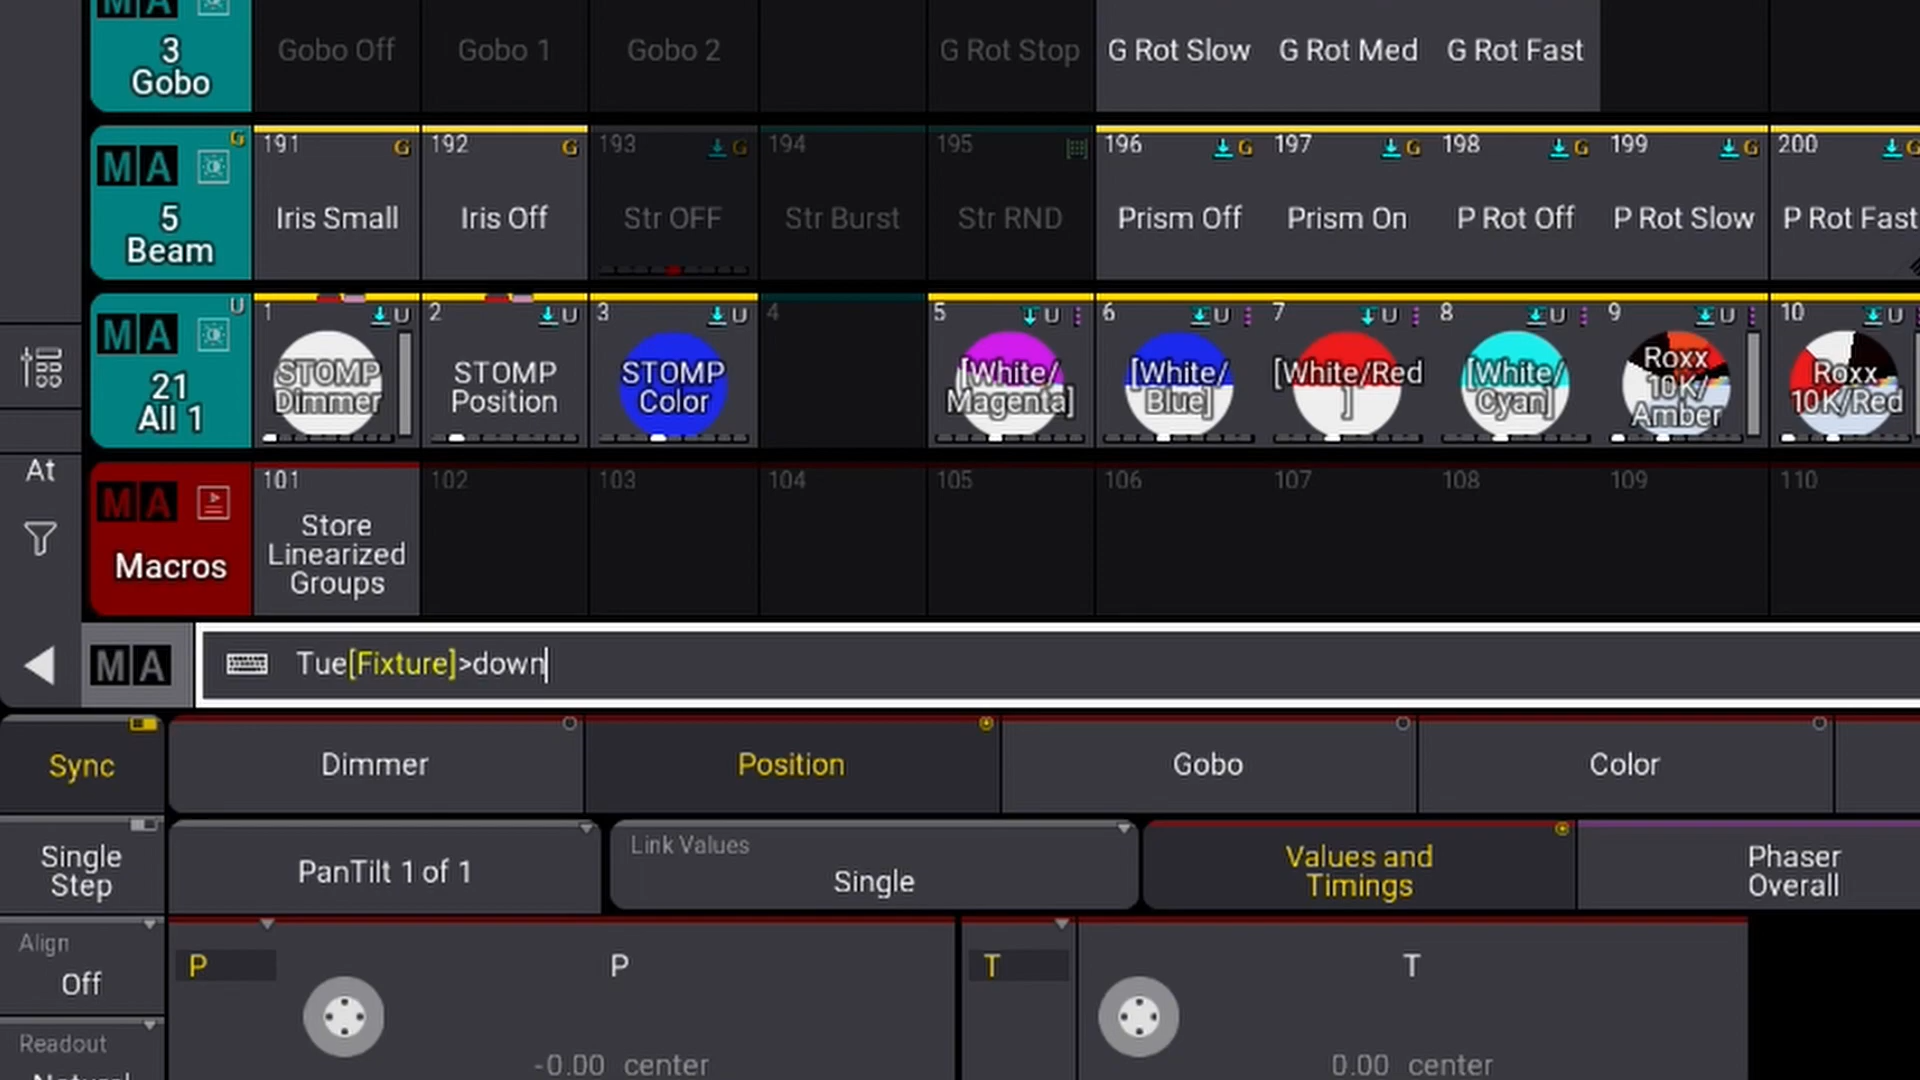 MA
3
Gobo
Gobo Off
Gobo 1
Gobo 2
G Rot Stop
G Rot Slow
G Rot Med
G Rot Fast
G
MA
5
Beam
191 G
Iris Small
192 G
Iris Off
193 G
Str OFF
194
Str Burst
195
Str RND
196 G
Prism Off
197 G
Prism On
198 G
P Rot Off
199 G
P Rot Slow
200 G
P Rot Fast
U
MA
21
All 1
1 U
STOMP
Dimmer
2 U
STOMP
Position
3 U
STOMP
Color
4
5 U
[White/
Magenta]
6 U
[White/
Blue]
7 U
[White/Red
]
8 U
[White/
Cyan]
9 U
Roxx
10K/
Amber
10 U
Roxx
10K/Red
At
MA
Macros
101
Store
Linearized
Groups
102
103
104
105
106
107
108
109
110
MA
Tue[Fixture]>down
Sync
Dimmer
Position
Gobo
Color
Single
Step
PanTilt 1 of 1
Link Values
Single
Values and
Timings
Phaser
Overall
Align
Off
P
P
-0.00 center
T
T
0.00 center
Readout